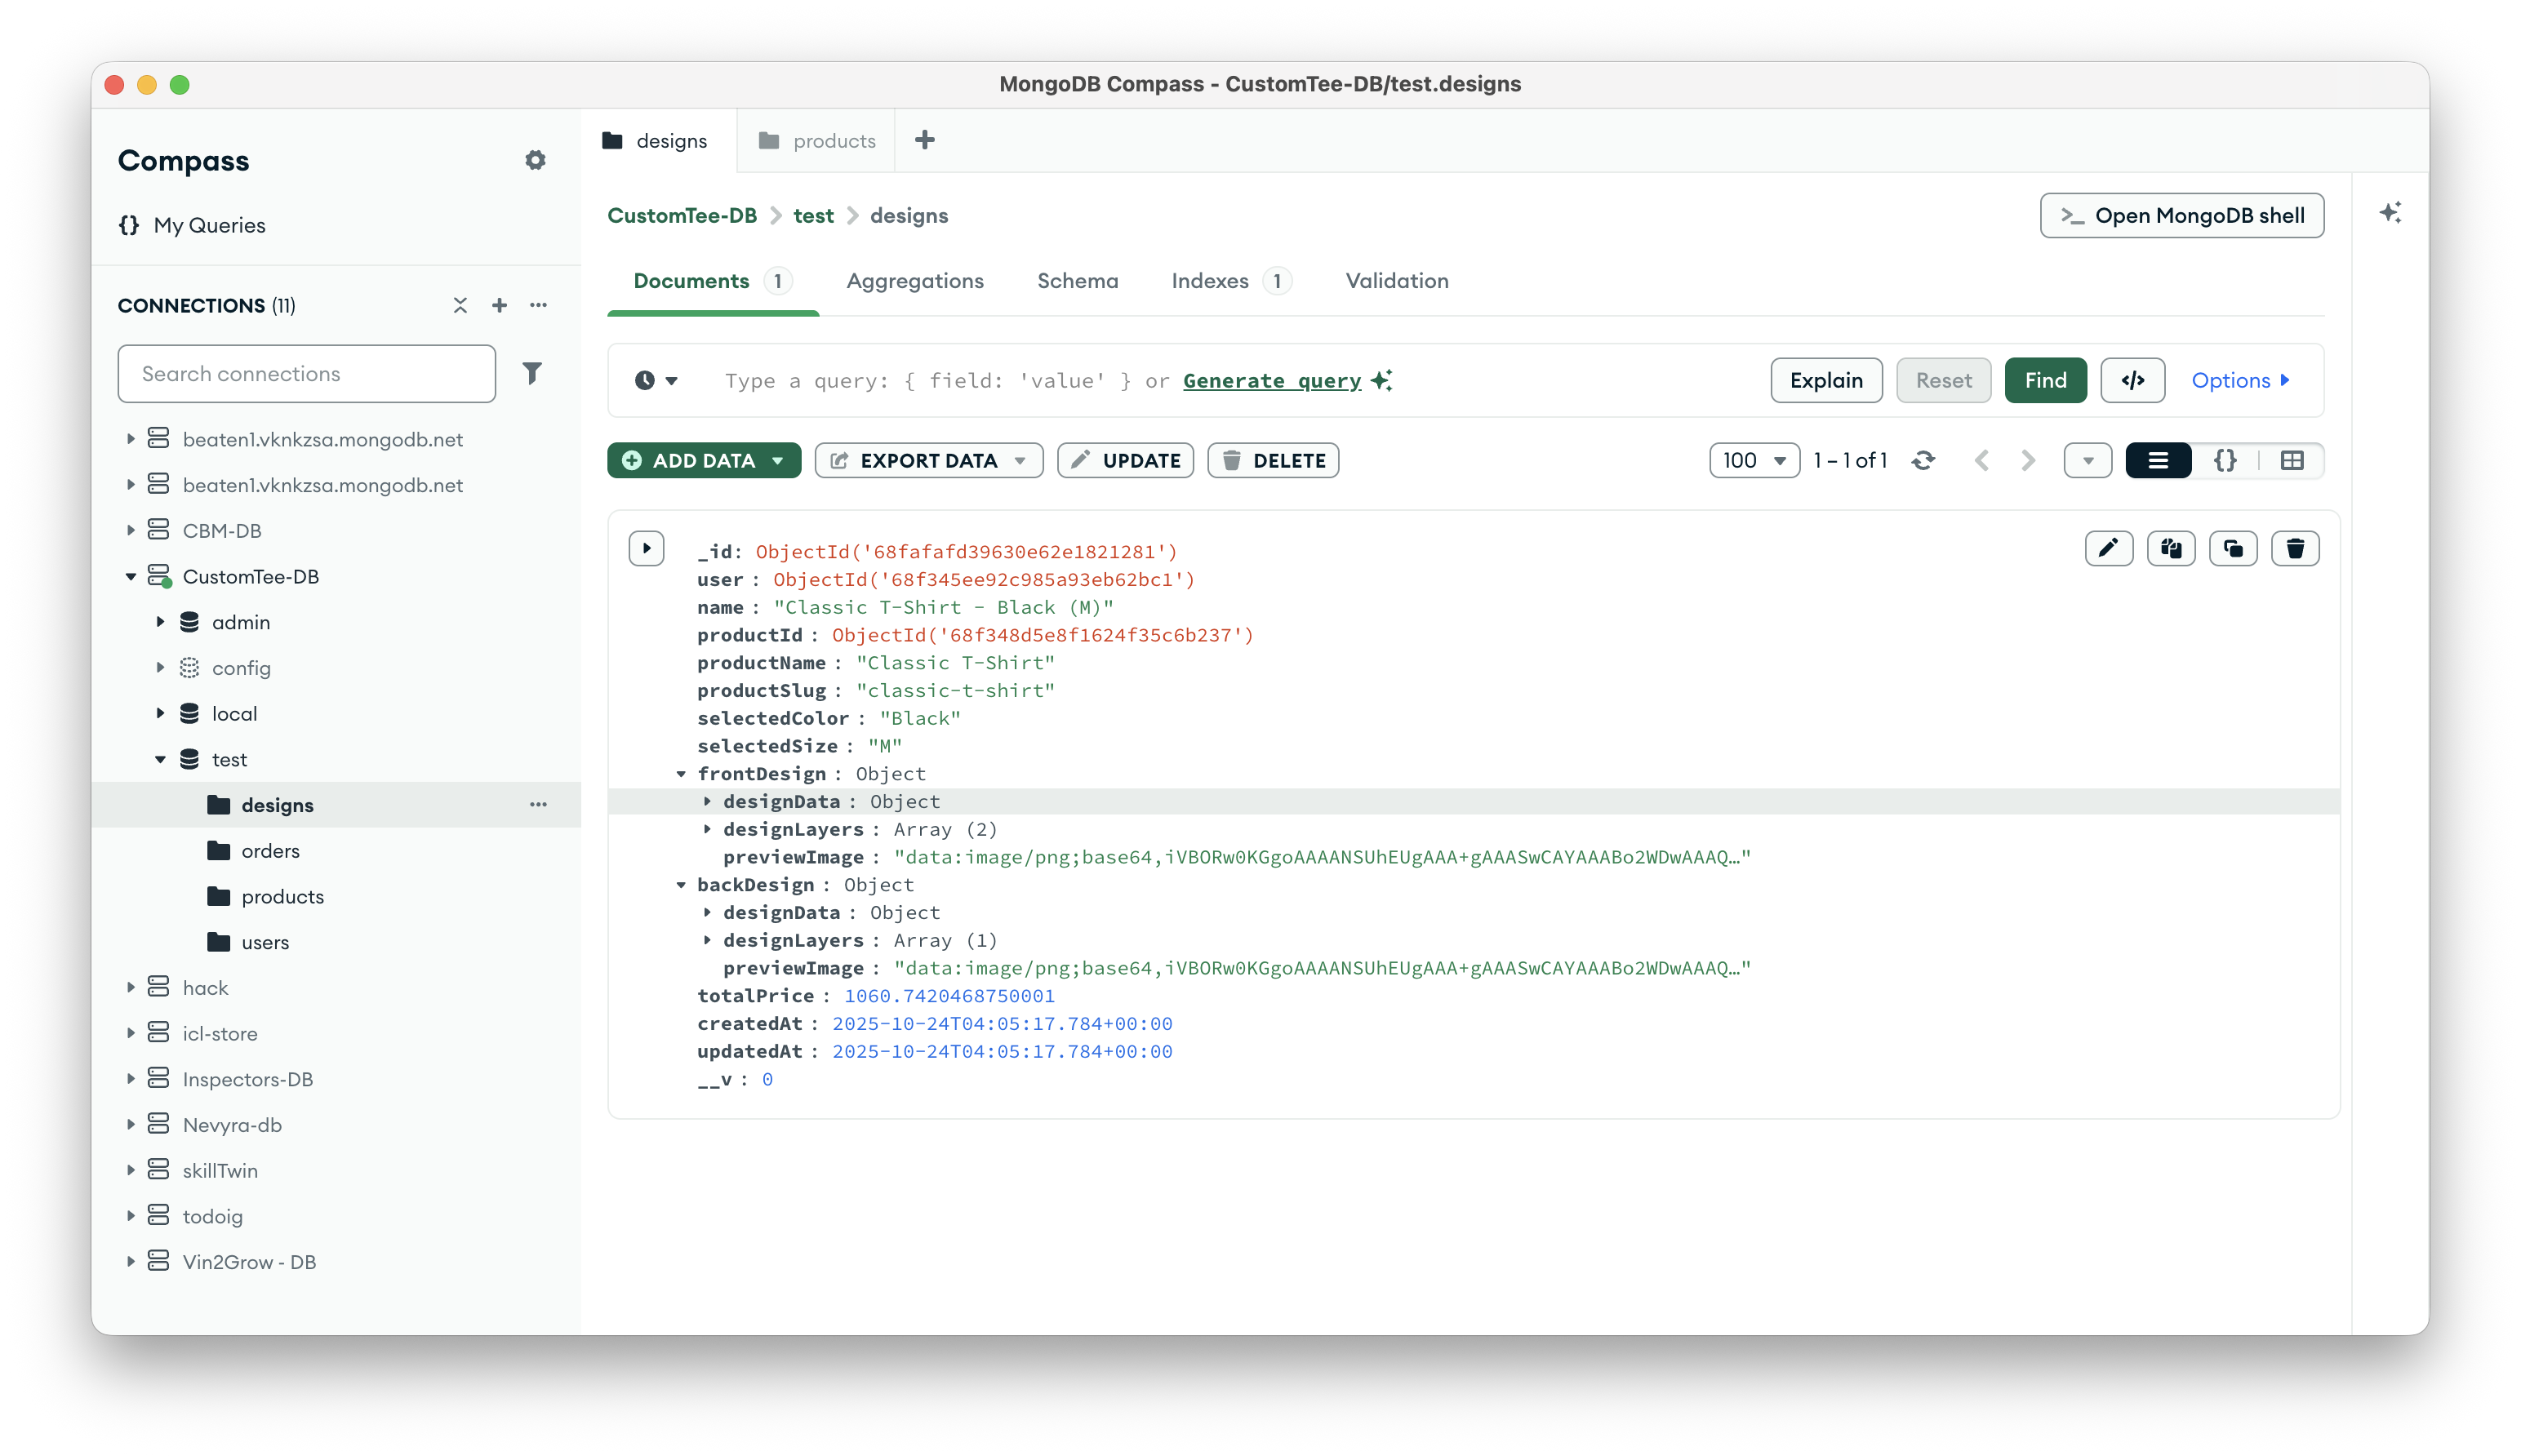 MongoDB Compass - CustomTee-DB/test.designs
Compass
My Queries
CONNECTIONS (11)
Search connections
beaten1.vknkzsa.mongodb.net
beaten1.vknkzsa.mongodb.net
CBM-DB
CustomTee-DB
admin
config
local
test
designs
orders
products
users
hack
icl-store
Inspectors-DB
Nevyra-db
skillTwin
todoig
Vin2Grow - DB
designs
products
CustomTee-DB > test > designs
>_ Open MongoDB shell
Documents 1
Aggregations
Schema
Indexes 1
Validation
Type a query: { field: 'value' } or Generate query
Explain
Reset
Find
</>
Options
ADD DATA
EXPORT DATA
UPDATE
DELETE
100
1 – 1 of 1
{}
_id: ObjectId('68fafafd39630e62e1821281')
user : ObjectId('68f345ee92c985a93eb62bc1')
name : "Classic T-Shirt - Black (M)"
productId : ObjectId('68f348d5e8f1624f35c6b237')
productName : "Classic T-Shirt"
productSlug : "classic-t-shirt"
selectedColor : "Black"
selectedSize : "M"
frontDesign : Object
designData : Object
designLayers : Array (2)
previewImage : "data:image/png;base64,iVBORw0KGgoAAAANSUhEUgAAA+gAAASwCAYAAABo2WDwAAAQ…"
backDesign : Object
designData : Object
designLayers : Array (1)
previewImage : "data:image/png;base64,iVBORw0KGgoAAAANSUhEUgAAA+gAAASwCAYAAABo2WDwAAAQ…"
totalPrice : 1060.7420468750001
createdAt : 2025-10-24T04:05:17.784+00:00
updatedAt : 2025-10-24T04:05:17.784+00:00
__v : 0